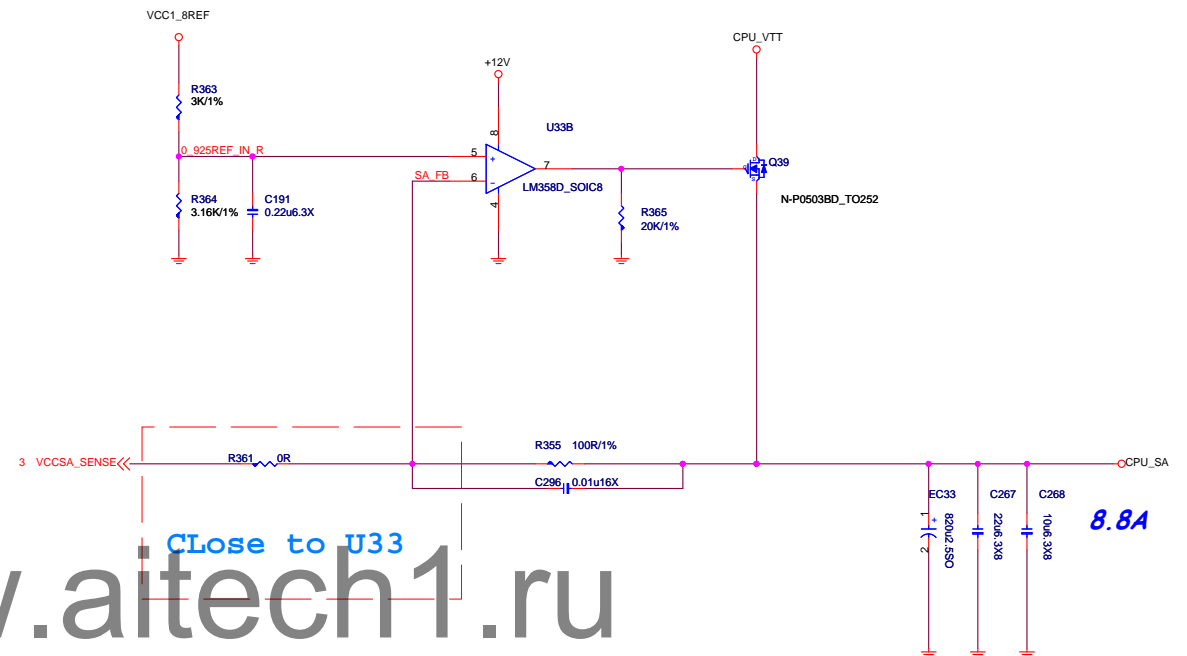 VCC1_8REF
CPU_VTT
+12V
R363
3K/1%
8
U33B
0_925REF_IN_R
5
+
7
Q39
SA_FB
6
-
LM358D_SOIC8
R364
3.16K/1%
C191
0.22u6.3X
4
R365
20K/1%
N-P0503BD_TO252
R355 100R/1%
3 VCCSA_SENSE
R361 0R
CPU_SA
C296 0.01u16X
EC33
C267
C268
1
+
2
820u2.5SO
22u6.3X8
10u6.3X8
8.8A
CLose to U33
.aitech1.ru